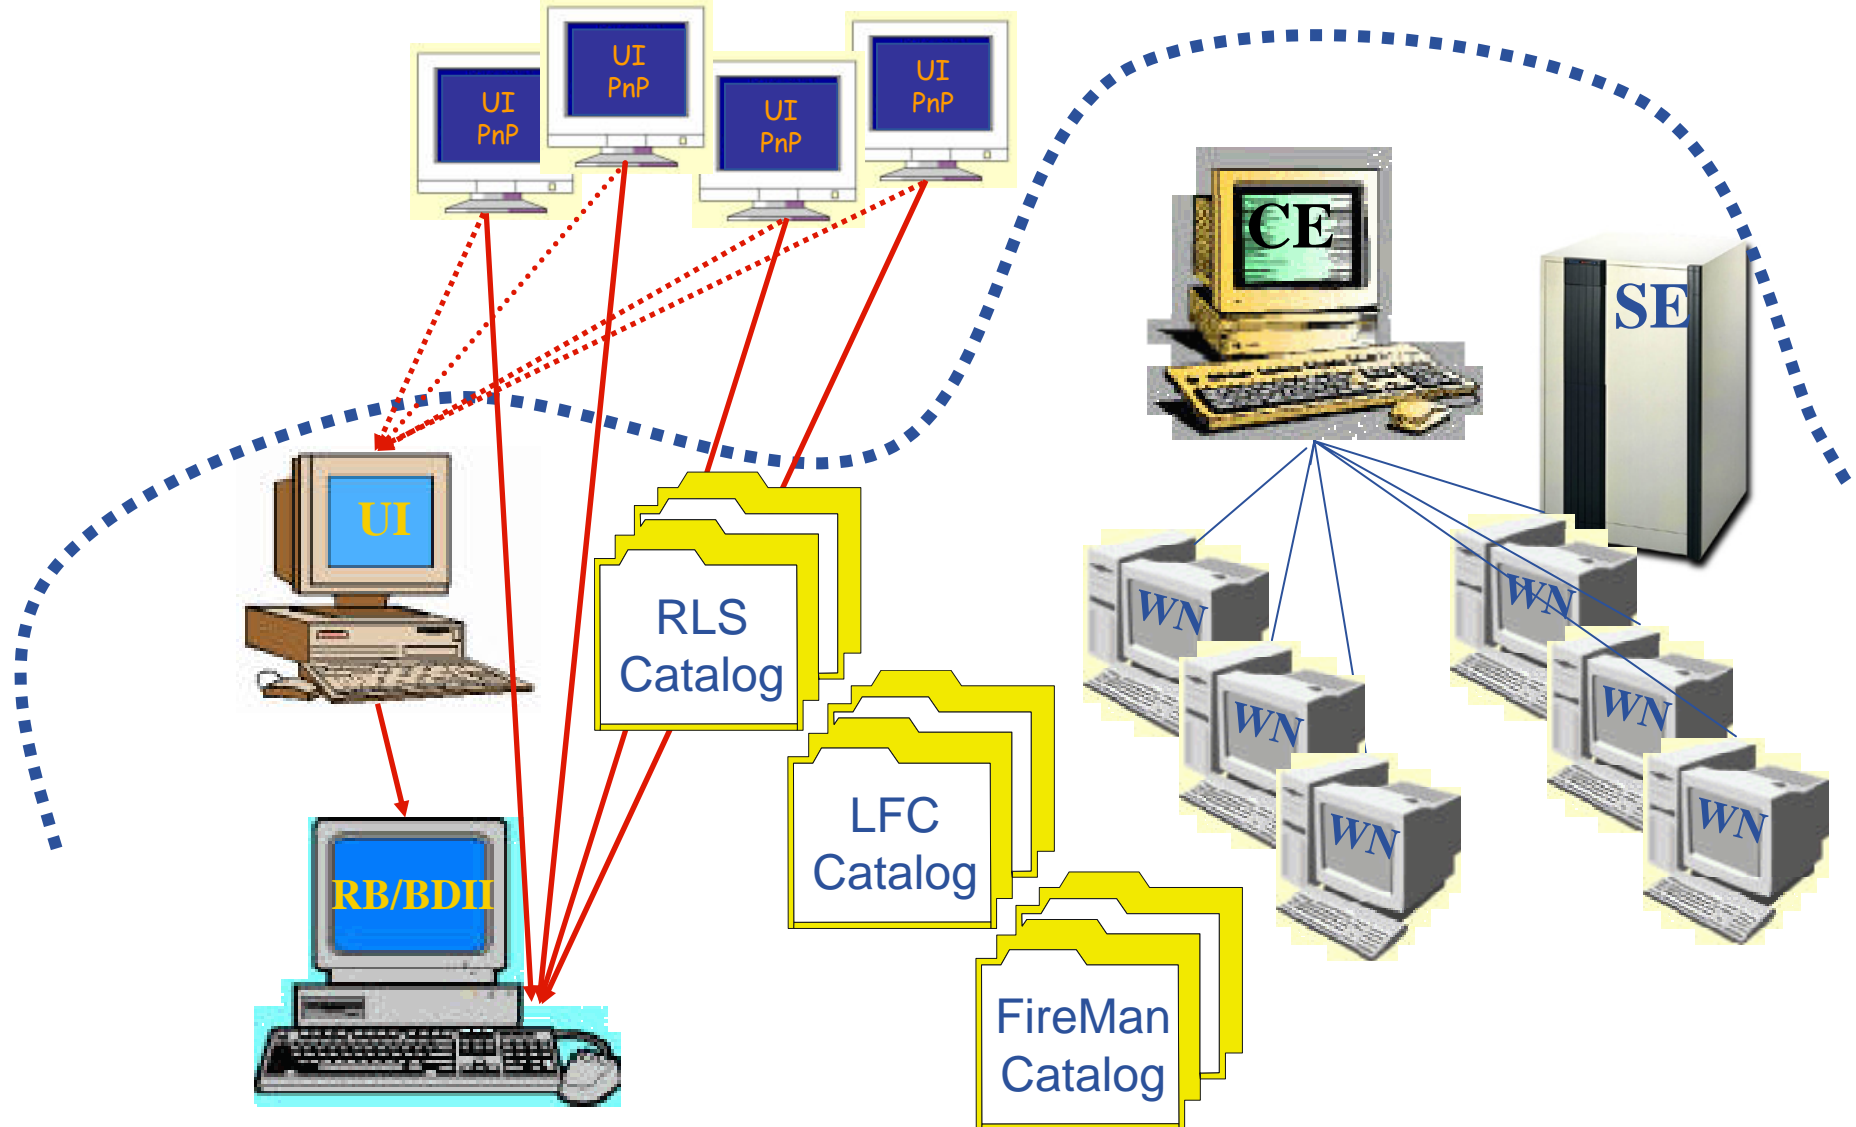 UI
PnP
UI
PnP
UI
PnP
UI
PnP
CE
SE
UI
RLS
Catalog
WN
WN
WN
WN
WN
WN
LFC
Catalog
RB/BDII
FireMan
Catalog